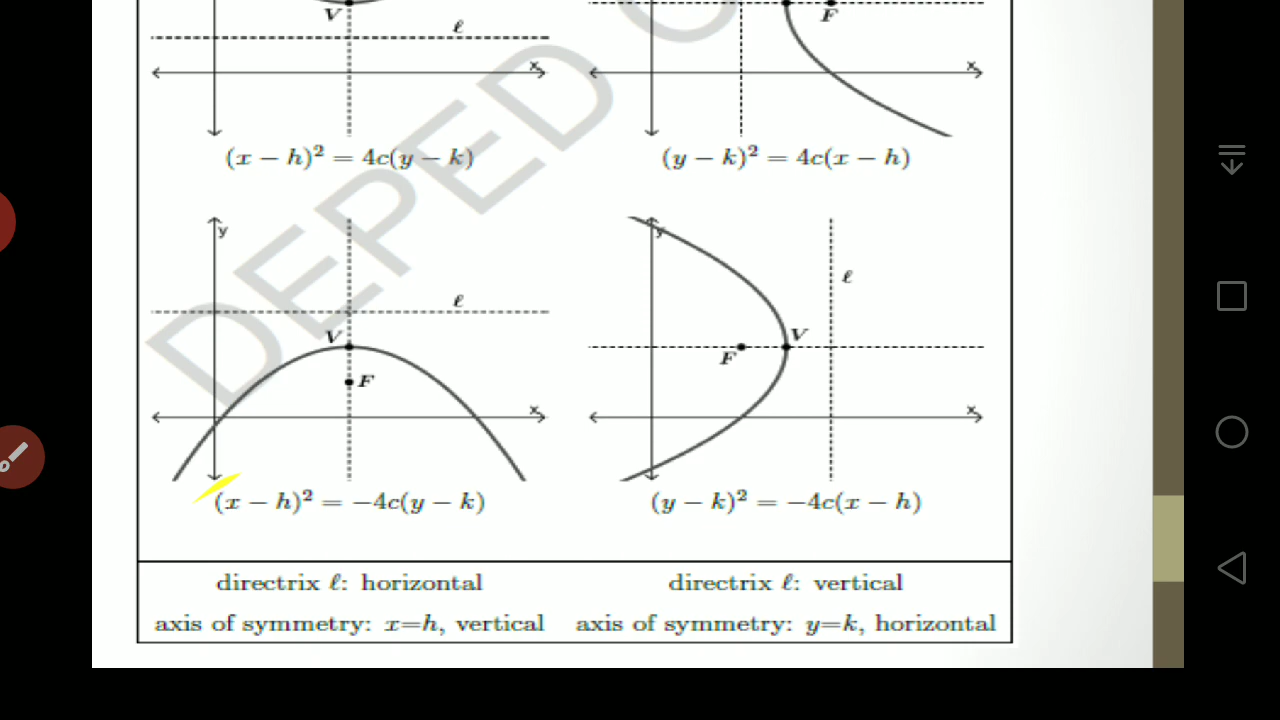 V
ℓ
F
x
x
(x − h)² = 4c(y − k)
(y − k)² = 4c(x − h)
DEPED C
y
ℓ
V
F
x
y
ℓ
V
F
x
(x − h)² = −4c(y − k)
(y − k)² = −4c(x − h)
directrix ℓ: horizontal
directrix ℓ: vertical
axis of symmetry: x=h, vertical
axis of symmetry: y=k, horizontal